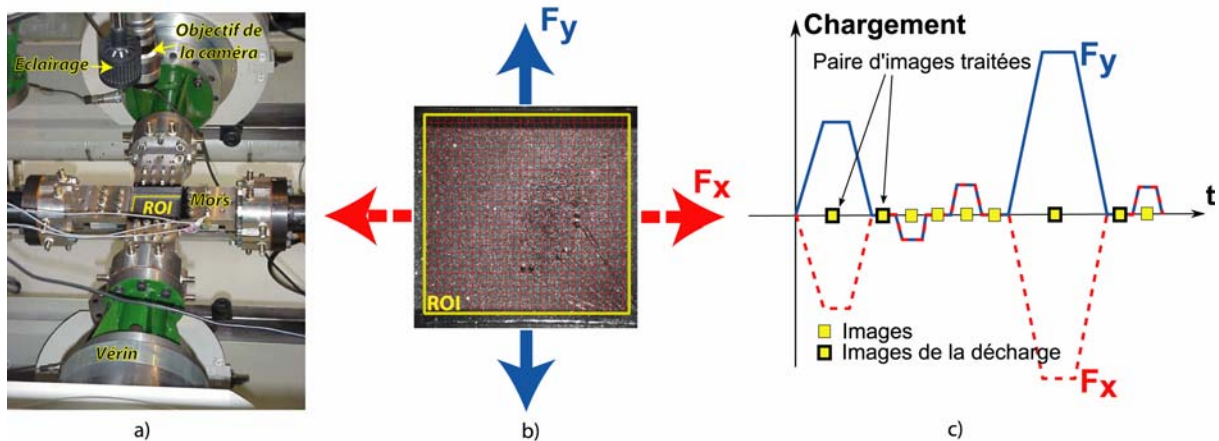 Objectif de
la caméra
Eclairage
ROI
Mors
Vérin
a)
Fy
Fx
ROI
b)
Chargement
Paire d'images traitées
Fy
t
Images
Images de la décharge
Fx
c)